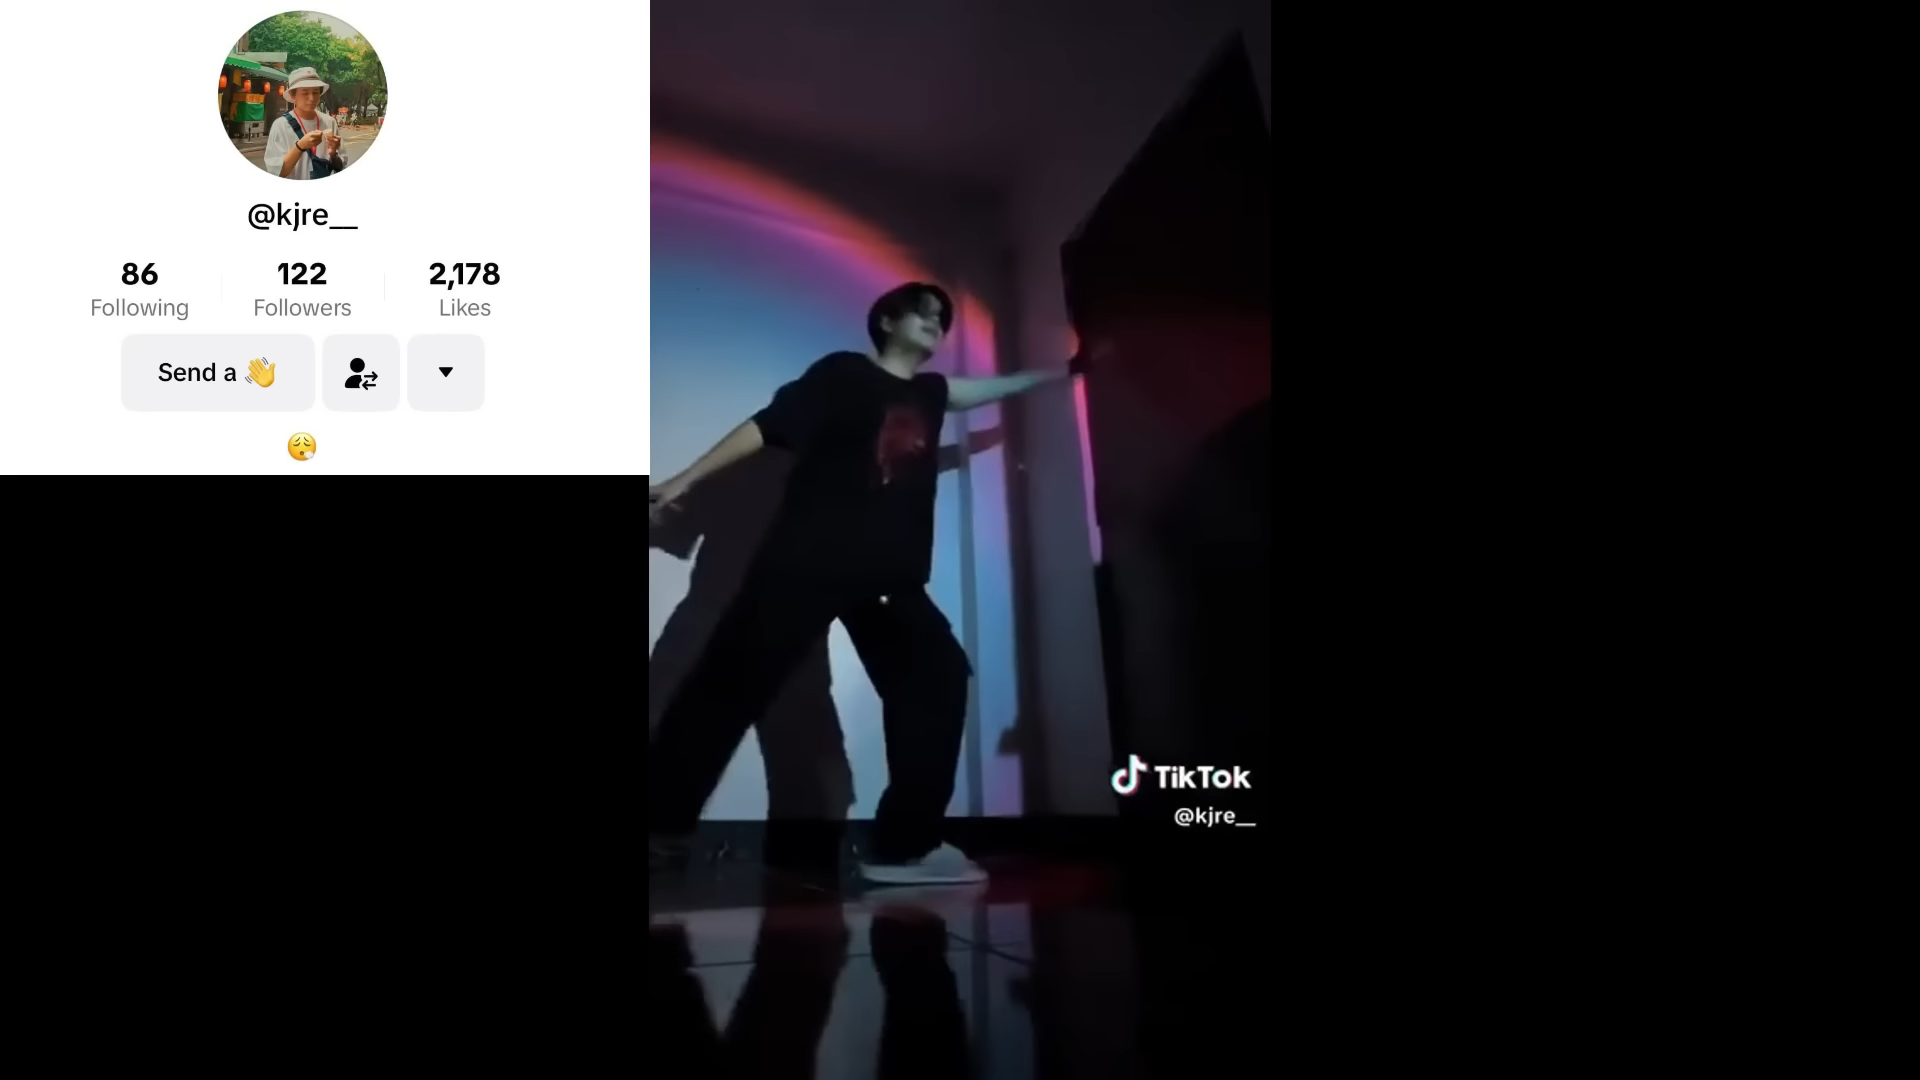 @kjre__
86 122 2,178
Following Followers Likes
Send a 👋
😮‍💨
TikTok
@kjre__